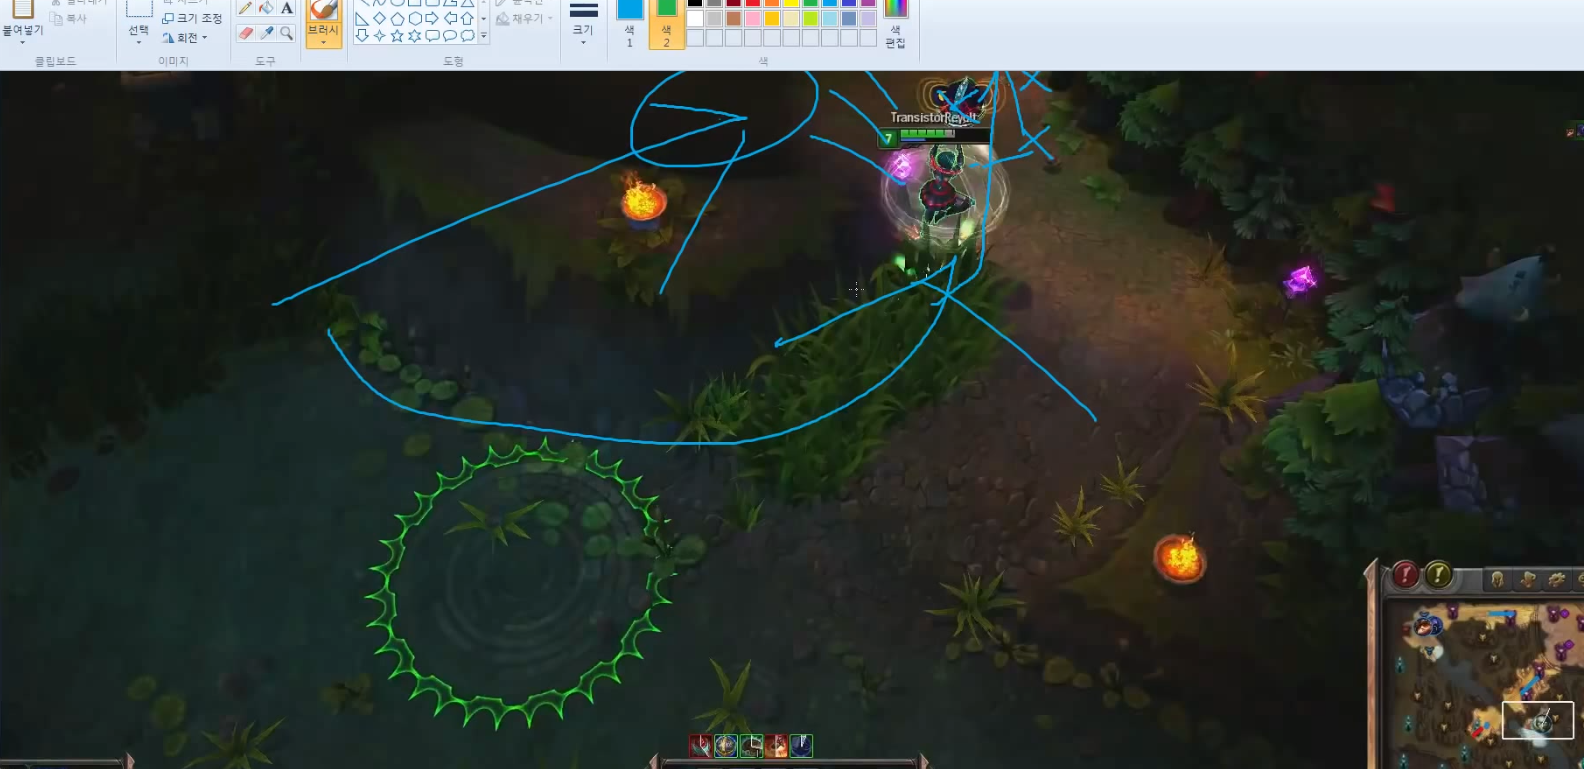 붙여넣기
복사
선택
크기 조정
회전
A
브러시
채우기
크기
색
1
색
2
색
편집
클립보드
이미지
도구
도형
색
TransistorRevolt
7